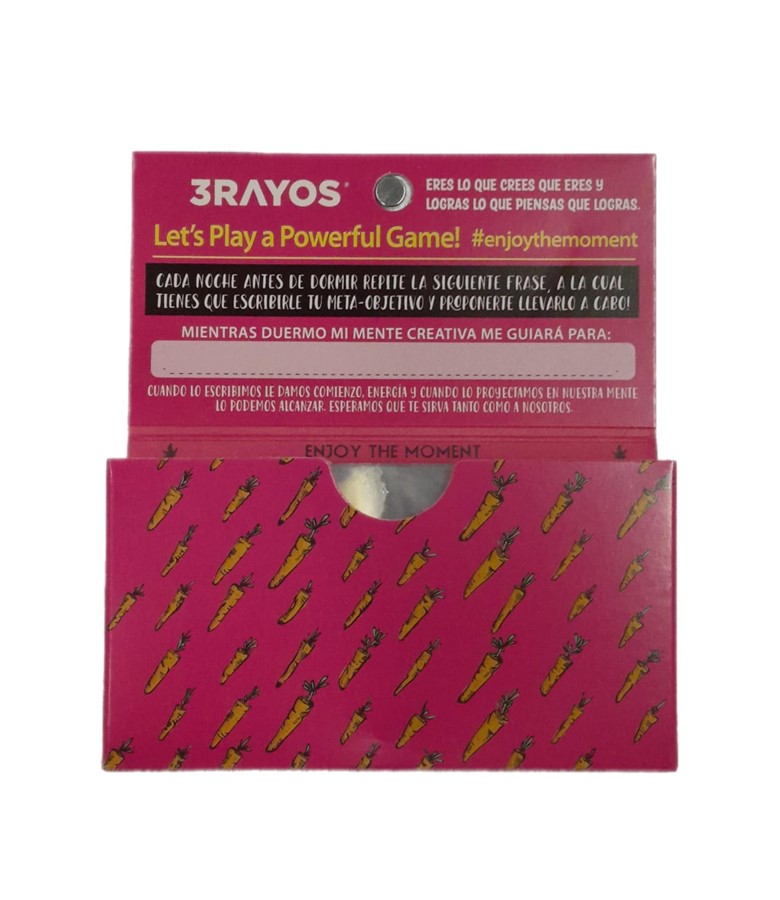 3RAYOS®
ERES LO QUE CREES QUE ERES Y
LOGRAS LO QUE PIENSAS QUE LOGRAS.
Let's Play a Powerful Game! #enjoythemoment
CADA NOCHE ANTES DE DORMIR REPITE LA SIGUIENTE FRASE, A LA CUAL
TIENES QUE ESCRIBIRLE TU META-OBJETIVO Y PROPONERTE LLEVARLO A CABO!
MIENTRAS DUERMO MI MENTE CREATIVA ME GUIARÁ PARA:
CUANDO LO ESCRIBIMOS LE DAMOS COMIENZO, ENERGÍA Y CUANDO LO PROYECTAMOS EN NUESTRA MENTE
LO PODEMOS ALCANZAR. ESPERAMOS QUE TE SIRVA TANTO COMO A NOSOTROS.
ENJOY THE MOMENT